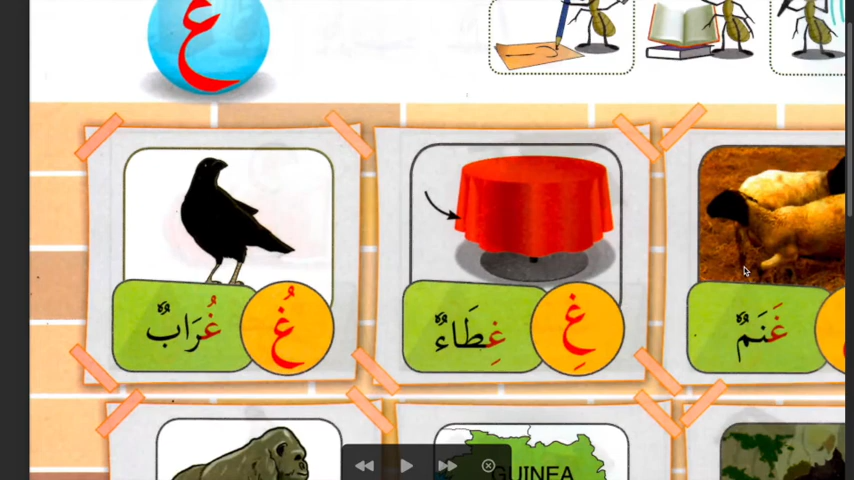 غ
غَ
غَنَمٌ
غِ
غِطَاءٌ
غُ
غُرَابٌ
GUINEA